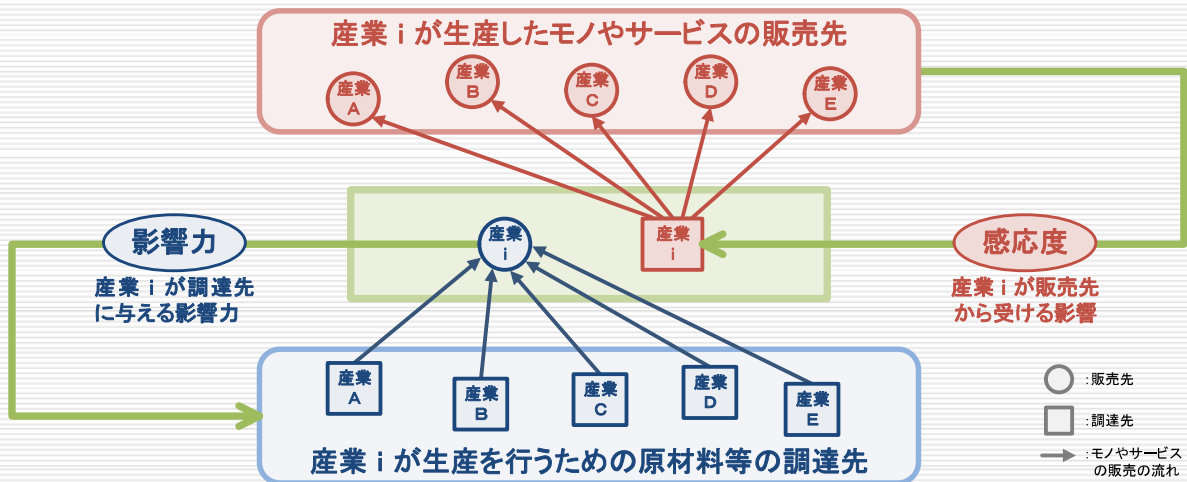 産業ｉが生産したモノやサービスの販売先
産業
A
産業
B
産業
C
産業
D
産業
E
影響力
産業ｉが調達先
に与える影響力
産業
i
産業
i
感応度
産業ｉが販売先
から受ける影響
産業
A
産業
B
産業
C
産業
D
産業
E
産業ｉが生産を行うための原材料等の調達先
：販売先
：調達先
：モノやサービス
の販売の流れ